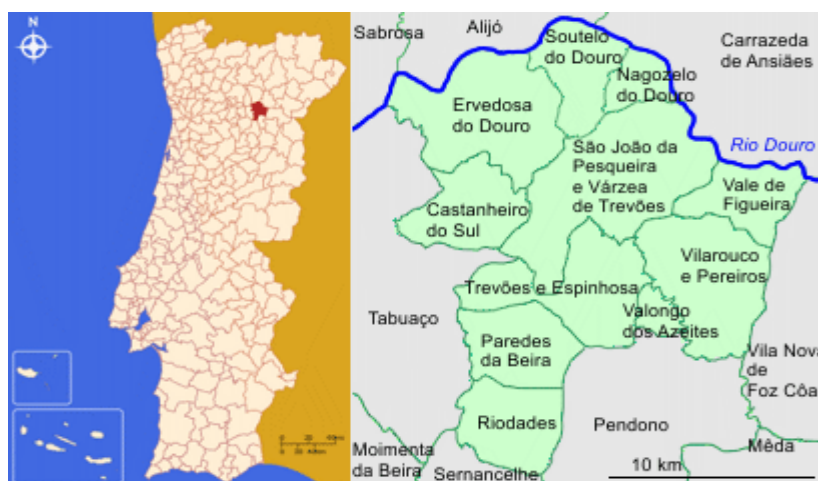 N
Sabrosa
Alijó
Soutelo
do Douro
Carrazeda
de Ansiães
Nagozelo
do Douro
Ervedosa
do Douro
Rio Douro
São João da
Pesqueira
e Várzea
de Trevões
Vale de
Figueira
Castanheiro
do Sul
Vilarouco
e Pereiros
Trevões e Espinhosa
Valongo
dos Azeites
Tabuaço
Paredes
da Beira
Vila Nova
de
Foz Côa
Riodades
Pendono
Mêda
Moimenta
da Beira
Sernancelhe
10 km